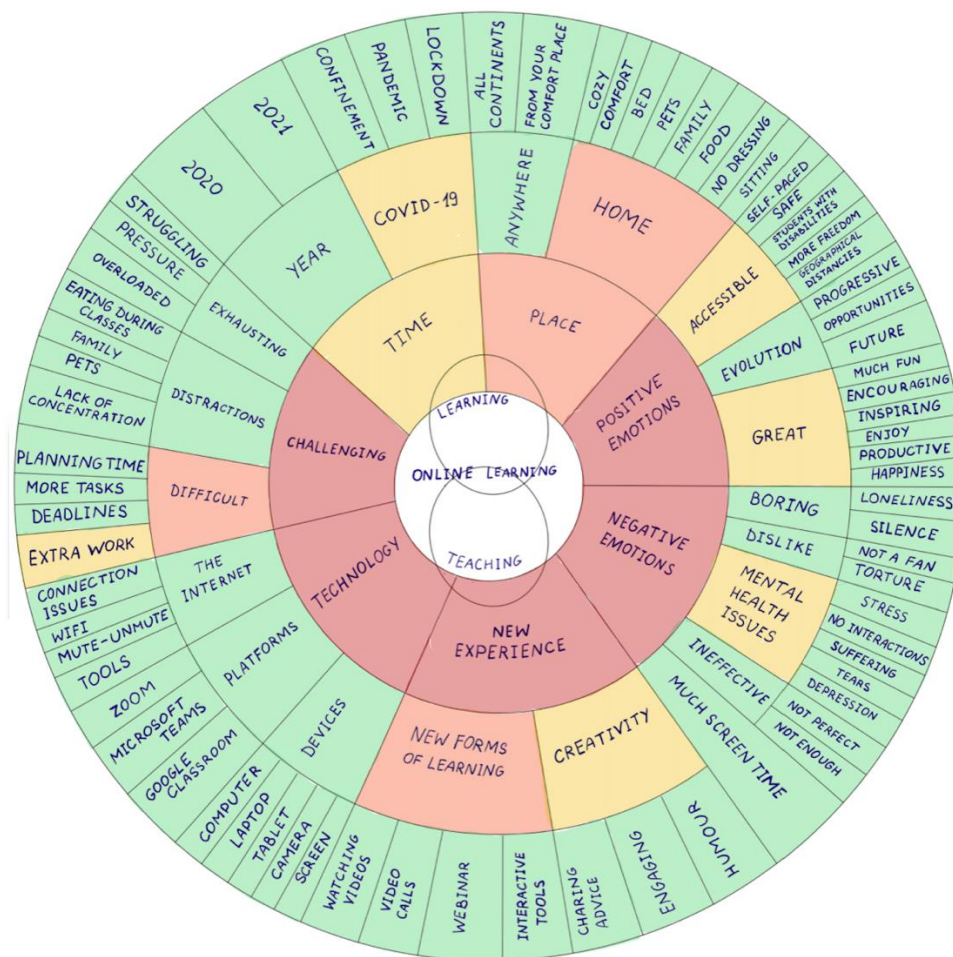 LEARNING
ONLINE LEARNING
TEACHING
TIME
PLACE
POSITIVE
EMOTIONS
NEGATIVE
EMOTIONS
NEW
EXPERIENCE
TECHNOLOGY
CHALLENGING
YEAR
COVID-19
ANYWHERE
HOME
ACCESSIBLE
EVOLUTION
GREAT
BORING
DISLIKE
MENTAL
HEALTH
ISSUES
INEFFECTIVE
MUCH SCREEN TIME
CREATIVITY
NEW FORMS
OF LEARNING
DEVICES
PLATFORMS
THE
INTERNET
DIFFICULT
DISTRACTIONS
EXHAUSTING
2020
2021
CONFINEMENT
PANDEMIC
LOCKDOWN
ALL
CONTINENTS
FROM YOUR
COMFORT PLACE
COZY
COMFORT
BED
PETS
FAMILY
FOOD
NO DRESSING
SITTING
SELF-PACED
SAFE
STUDENTS WITH
DISABILITIES
MORE FREEDOM
GEOGRAPHICAL
DISTANCIES
PROGRESSIVE
OPPORTUNITIES
FUTURE
MUCH FUN
ENCOURAGING
INSPIRING
ENJOY
PRODUCTIVE
HAPPINESS
LONELINESS
SILENCE
NOT A FAN
TORTURE
STRESS
NO INTERACTIONS
SUFFERING
TEARS
DEPRESSION
NOT PERFECT
NOT ENOUGH
HUMOUR
ENGAGING
CHARING
ADVICE
INTERACTIVE
TOOLS
WEBINAR
VIDEO
CALLS
WATCHING
VIDEOS
SCREEN
CAMERA
TABLET
LAPTOP
COMPUTER
GOOGLE
CLASSROOM
MICROSOFT
TEAMS
ZOOM
TOOLS
MUTE-UNMUTE
WIFI
CONNECTION
ISSUES
EXTRA WORK
DEADLINES
MORE TASKS
PLANNING TIME
LACK OF
CONCENTRATION
PETS
FAMILY
EATING DURING
CLASSES
OVERLOADED
PRESSURE
STRUGGLING